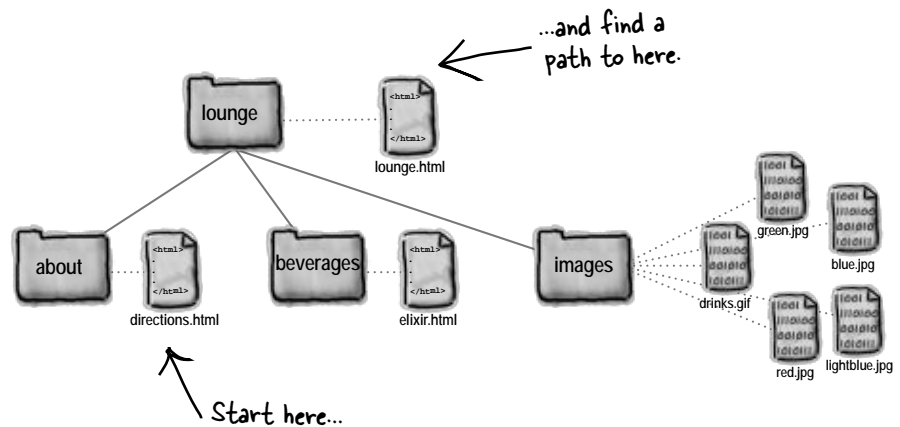 ...and find a
path to here.
lounge
<html>
.
.
.
</html>
lounge.html
about
<html>
.
.
.
</html>
directions.html
beverages
<html>
.
.
.
</html>
elixir.html
images
green.jpg
blue.jpg
drinks.gif
red.jpg
lightblue.jpg
Start here...